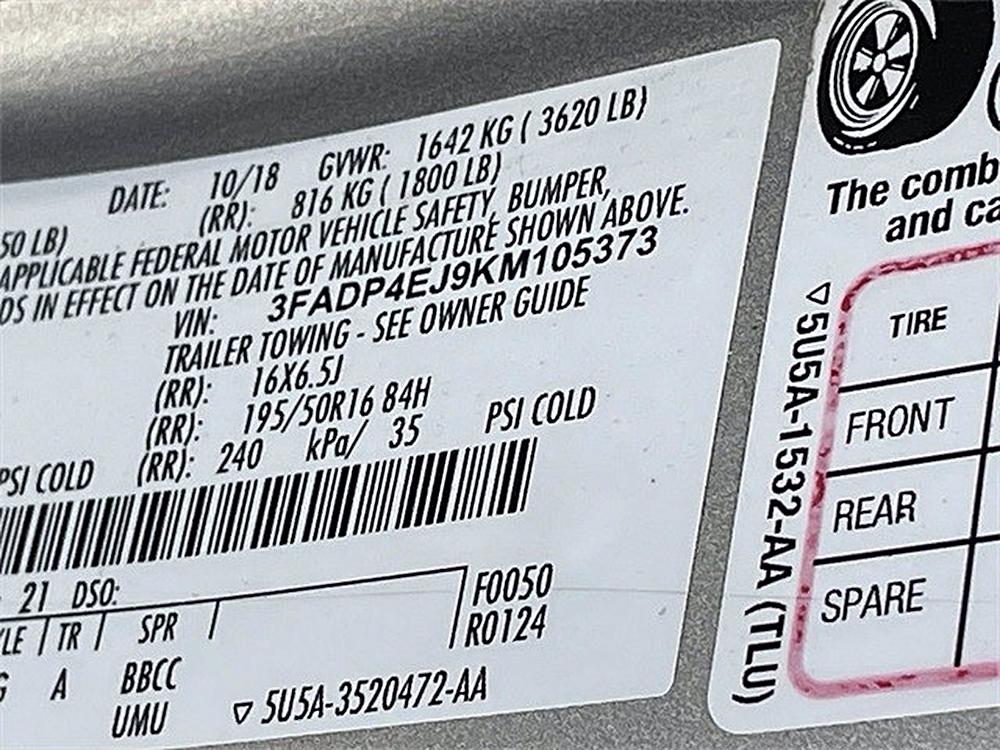 DATE: 10/18 GVWR: 1642 KG ( 3620 LB)
50 LB) (RR): 816 KG ( 1800 LB)
APPLICABLE FEDERAL MOTOR VEHICLE SAFETY, BUMPER,
DS IN EFFECT ON THE DATE OF MANUFACTURE SHOWN ABOVE.
VIN: 3FADP4EJ9KM105373
TRAILER TOWING - SEE OWNER GUIDE
(RR): 16X6.5J
(RR): 195/50R16 84H
PSI COLD (RR): 240 kPa/ 35 PSI COLD
21 DSO:
F0050
LE TR SPR R0124
G A BBCC
UMU ▽ 5U5A-3520472-AA
The comb
and ca
▽5U5A-1532-AA (TLU)
TIRE
FRONT
REAR
SPARE